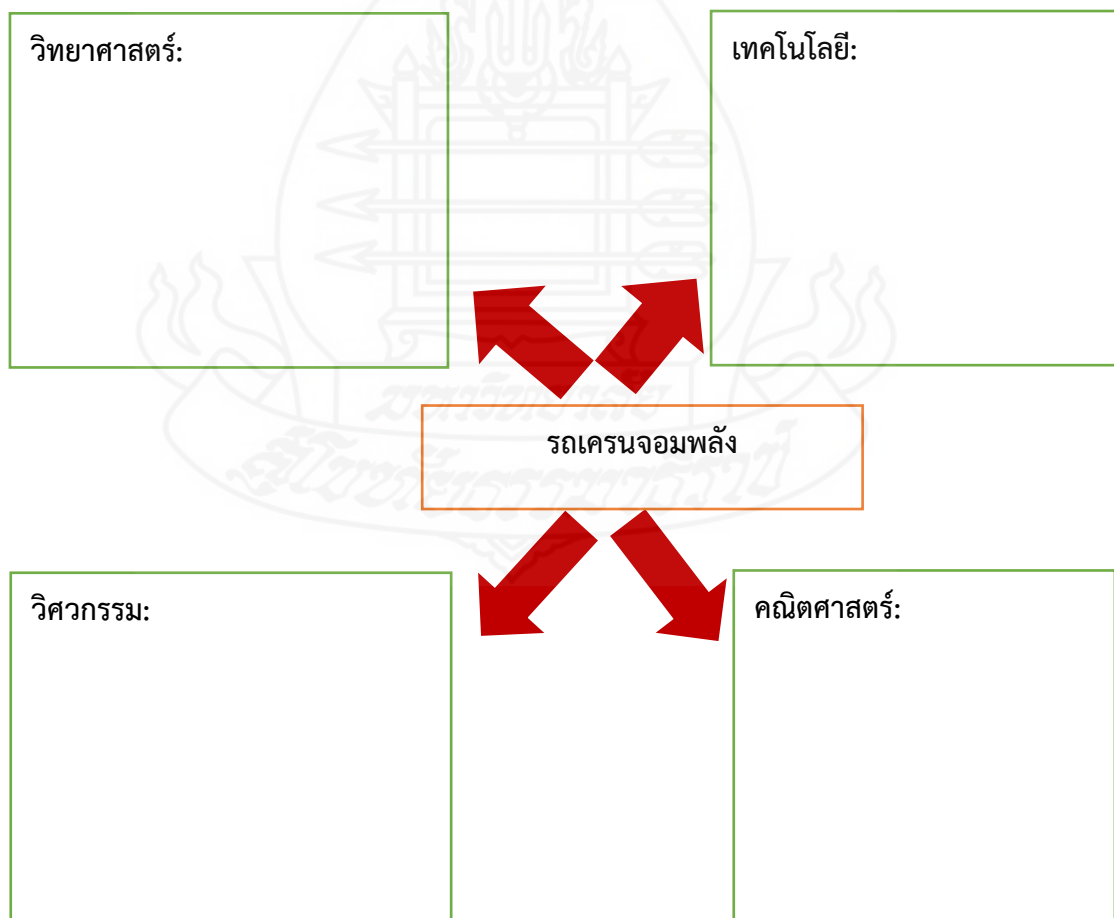 วิทยาศาสตร์:
เทคโนโลยี:
รถเครนจอมพลัง
วิศวกรรม:
คณิตศาสตร์: